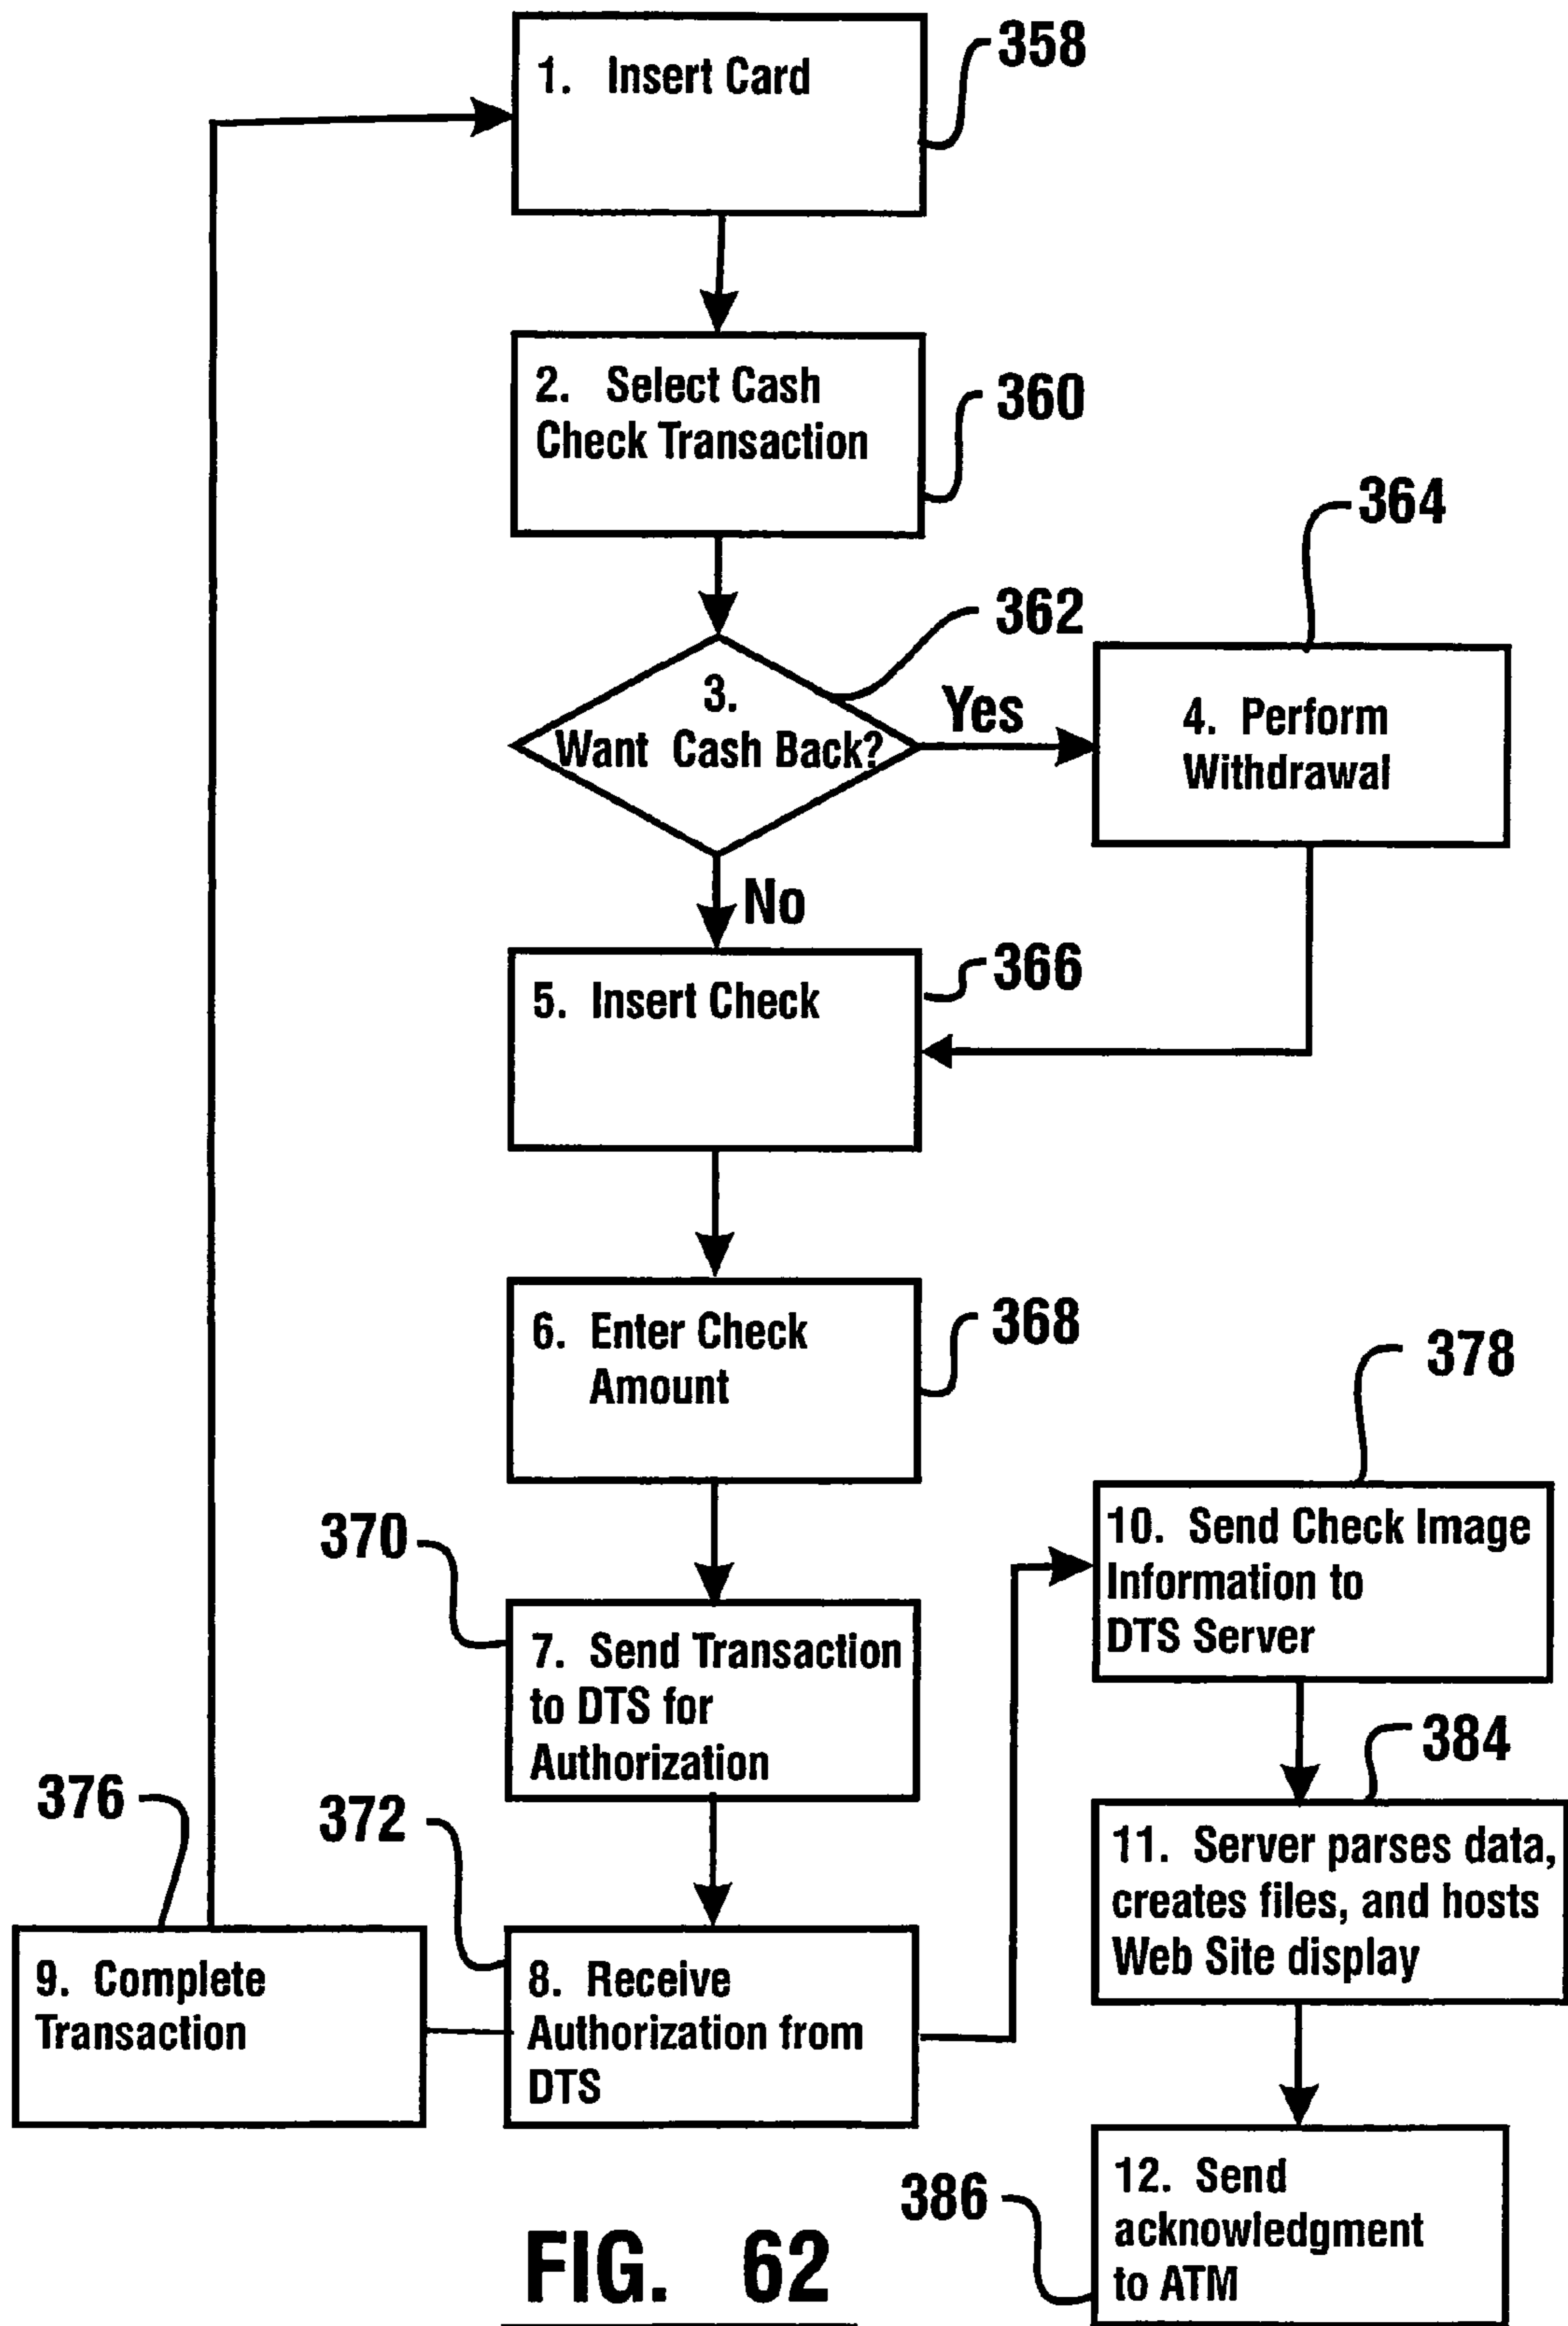 358
1. Insert Card
360
2. Select Cash
Check Transaction
364
362
3.
Want Cash Back?
Yes
4. Perform
Withdrawal
No
366
5. Insert Check
368
6. Enter Check
Amount
378
370
10. Send Check Image
Information to
DTS Server
7. Send Transaction
to DTS for
Authorization
384
376
372
11. Server parses data,
creates files, and hosts
Web Site display
9. Complete
Transaction
8. Receive
Authorization from
DTS
386
12. Send
acknowledgment
to ATM
FIG. 62